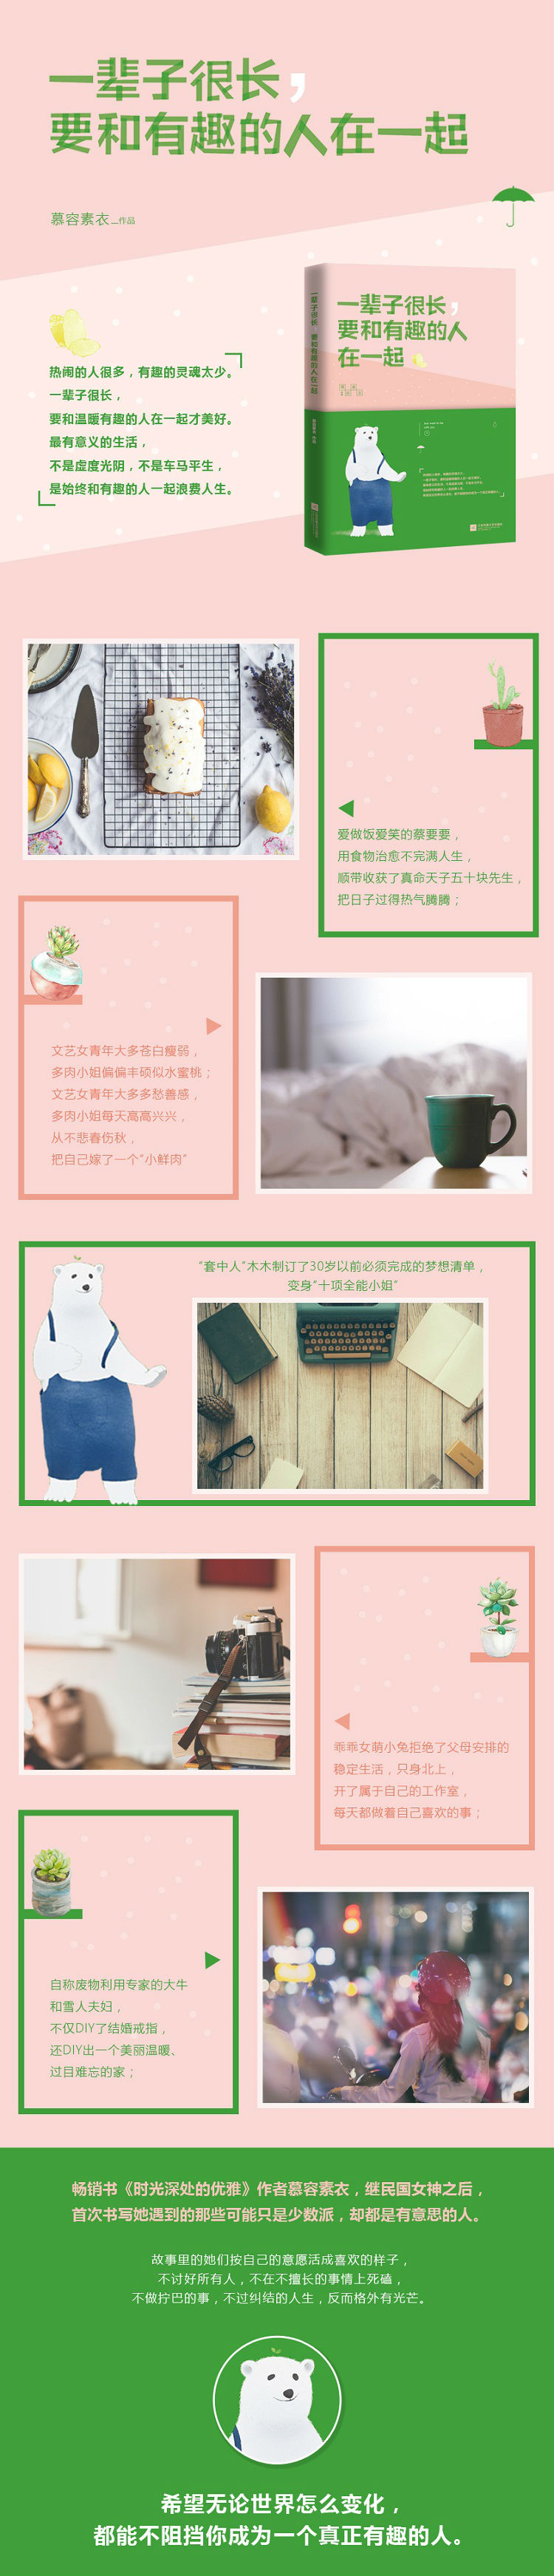 一辈子很长，
要和有趣的人在一起
慕容素衣_作品
热闹的人很多，有趣的灵魂太少。
一辈子很长，
要和温暖有趣的人在一起才美好。
最有意义的生活，
不是虚度光阴，不是车马平生，
是始终和有趣的人一起浪费人生。
一辈子很长 要和有趣的人在一起
一辈子很长，
要和有趣的人
在一起
爱做饭爱笑的蔡要要，
用食物治愈不完满人生，
顺带收获了真命天子五十块先生，
把日子过得热气腾腾；
文艺女青年大多苍白瘦弱，
多肉小姐偏偏丰硕似水蜜桃；
文艺女青年大多多愁善感，
多肉小姐每天高高兴兴，
从不悲春伤秋，
把自己嫁了一个“小鲜肉”
“套中人”木木制订了30岁以前必须完成的梦想清单，
变身“十项全能小姐”
乖乖女萌小兔拒绝了父母安排的
稳定生活，只身北上，
开了属于自己的工作室，
每天都做着自己喜欢的事；
自称废物利用专家的大牛
和雪人夫妇，
不仅DIY了结婚戒指，
还DIY出一个美丽温暖、
过目难忘的家；
畅销书《时光深处的优雅》作者慕容素衣，继民国女神之后，
首次书写她遇到的那些可能只是少数派，却都是有意思的人。
故事里的她们按自己的意愿活成喜欢的样子，
不讨好所有人，不在不擅长的事情上死磕，
不做拧巴的事，不过纠结的人生，反而格外有光芒。
希望无论世界怎么变化，
都能不阻挡你成为一个真正有趣的人。